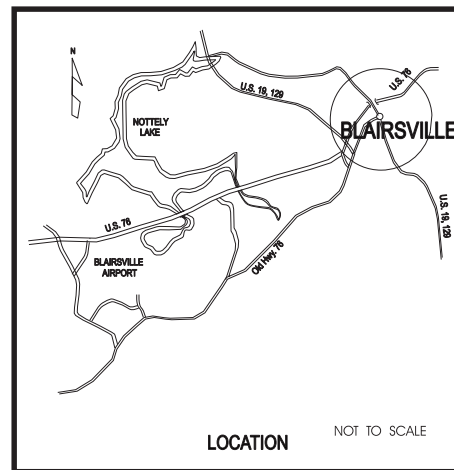 N
U.S. 19, 129
U.S. 76
NOTTELY
LAKE
BLAIRSVILLE
U.S. 19, 129
U.S. 76
BLAIRSVILLE
AIRPORT
Old Hwy. 76
LOCATION
NOT TO SCALE